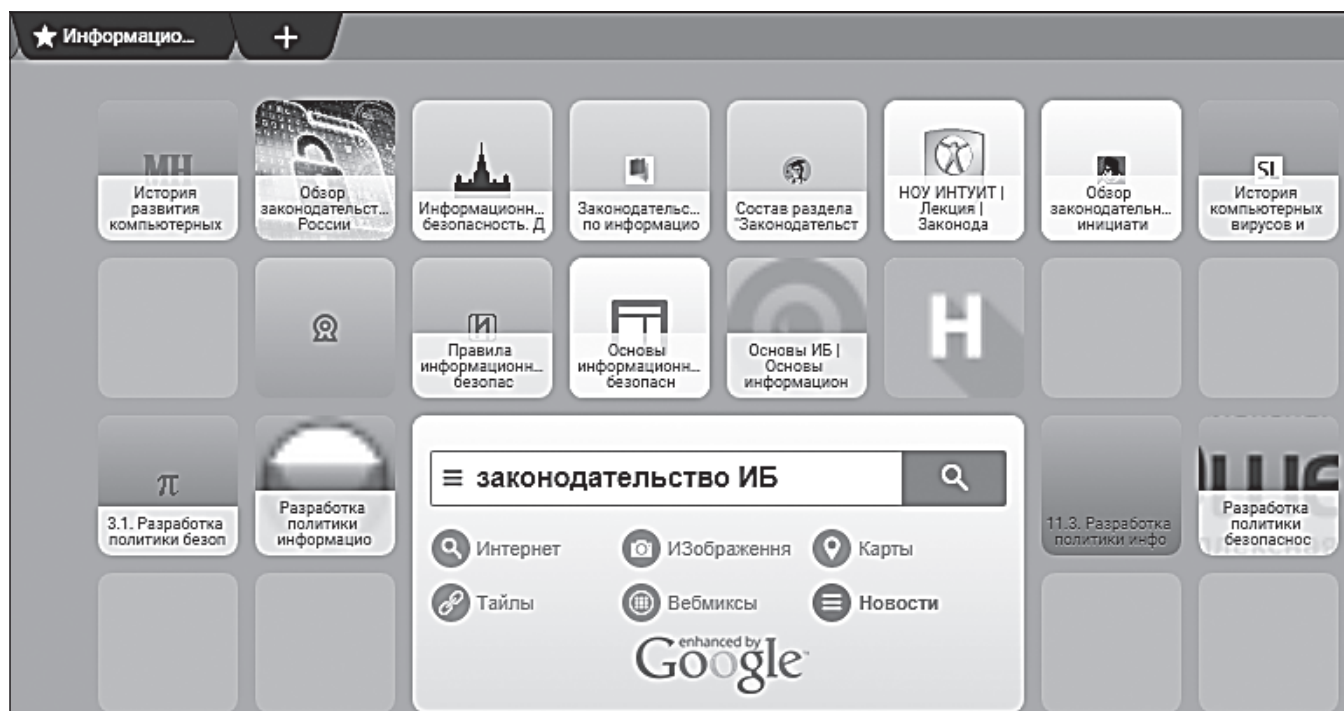 Информацио...
МН
История
развития
компьютерных
Обзор
законодательст...
России
Информационн...
безопасность. Д
Законодательс...
по информацио
Состав раздела
"Законодательст
НОУ ИНТУИТ |
Лекция |
Законода
Обзор
законодательн...
инициати
SL
История
компьютерных
вирусов и
И
Правила
информационн...
безопас
Основы
информационн...
безопасн
Основы ИБ |
Основы
информацион
Н
π
3.1. Разработка
политики безоп
Разработка
политики
информацио
законодательство ИБ
Интернет
ИЗображення
Карты
Тайлы
Вебмиксы
Новости
enhanced by
Google
11.3. Разработка
политики инфо
Разработка
политики
безопаснос